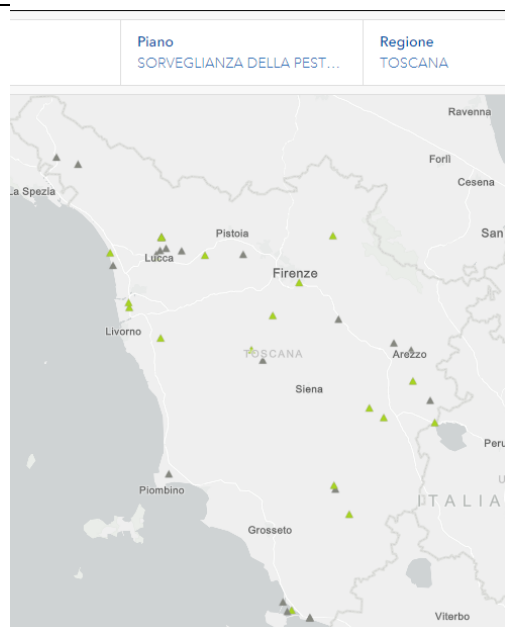 Piano
SORVEGLIANZA DELLA PEST...
Regione
TOSCANA
Ravenna
Forlì
Cesena
La Spezia
San
Pistoia
Lucca
Firenze
Livorno
TOSCANA
Arezzo
Siena
Peru
Piombino
U
ITALIA
Grosseto
Viterbo